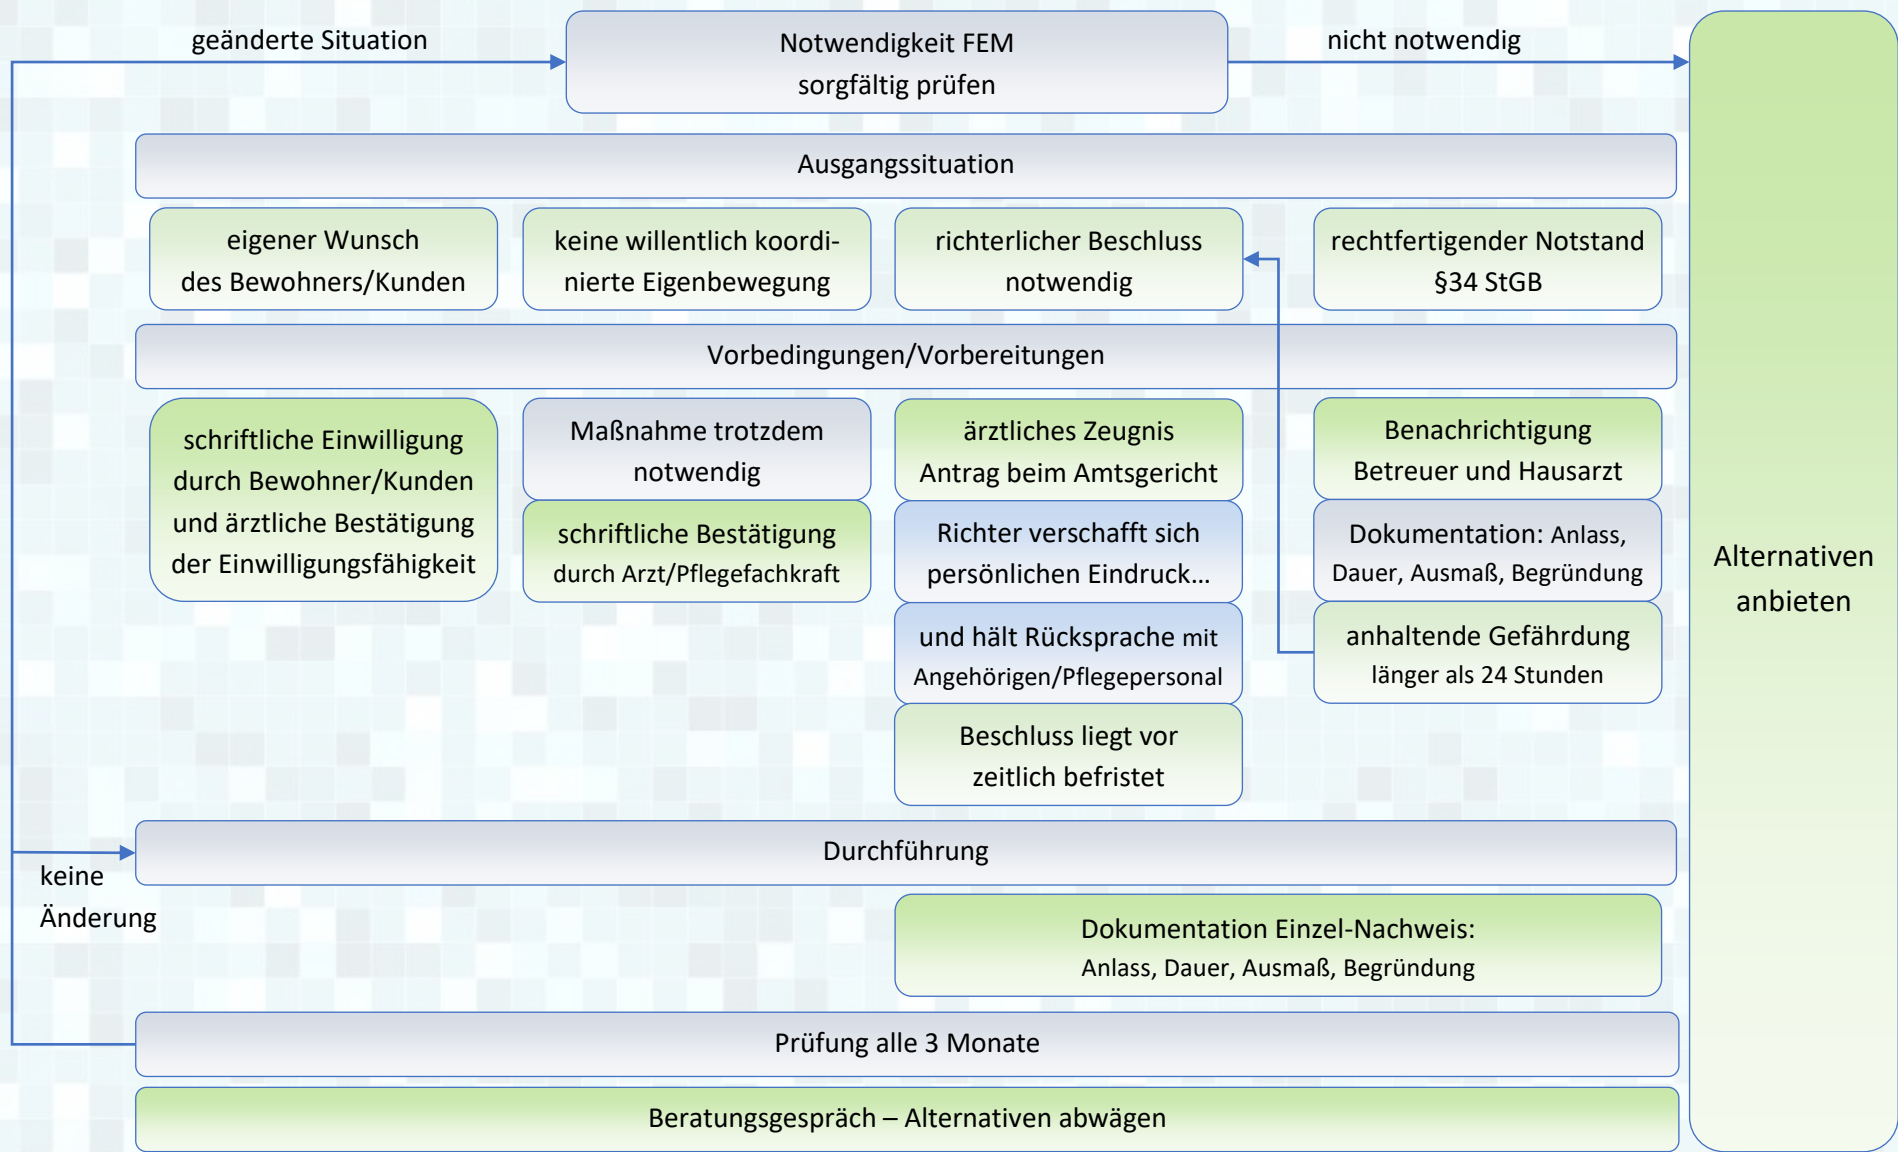 geänderte Situation
Notwendigkeit FEM
sorgfältig prüfen
nicht notwendig
Ausgangssituation
eigener Wunsch
des Bewohners/Kunden
keine willentlich koordi-
nierte Eigenbewegung
richterlicher Beschluss
notwendig
rechtfertigender Notstand
§34 StGB
Vorbedingungen/Vorbereitungen
schriftliche Einwilligung
durch Bewohner/Kunden
und ärztliche Bestätigung
der Einwilligungsfähigkeit
Maßnahme trotzdem
notwendig
schriftliche Bestätigung
durch Arzt/Pflegefachkraft
ärztliches Zeugnis
Antrag beim Amtsgericht
Richter verschafft sich
persönlichen Eindruck...
und hält Rücksprache mit
Angehörigen/Pflegepersonal
Beschluss liegt vor
zeitlich befristet
Benachrichtigung
Betreuer und Hausarzt
Dokumentation: Anlass,
Dauer, Ausmaß, Begründung
anhaltende Gefährdung
länger als 24 Stunden
Alternativen
anbieten
Durchführung
keine
Änderung
Dokumentation Einzel-Nachweis:
Anlass, Dauer, Ausmaß, Begründung
Prüfung alle 3 Monate
Beratungsgespräch – Alternativen abwägen